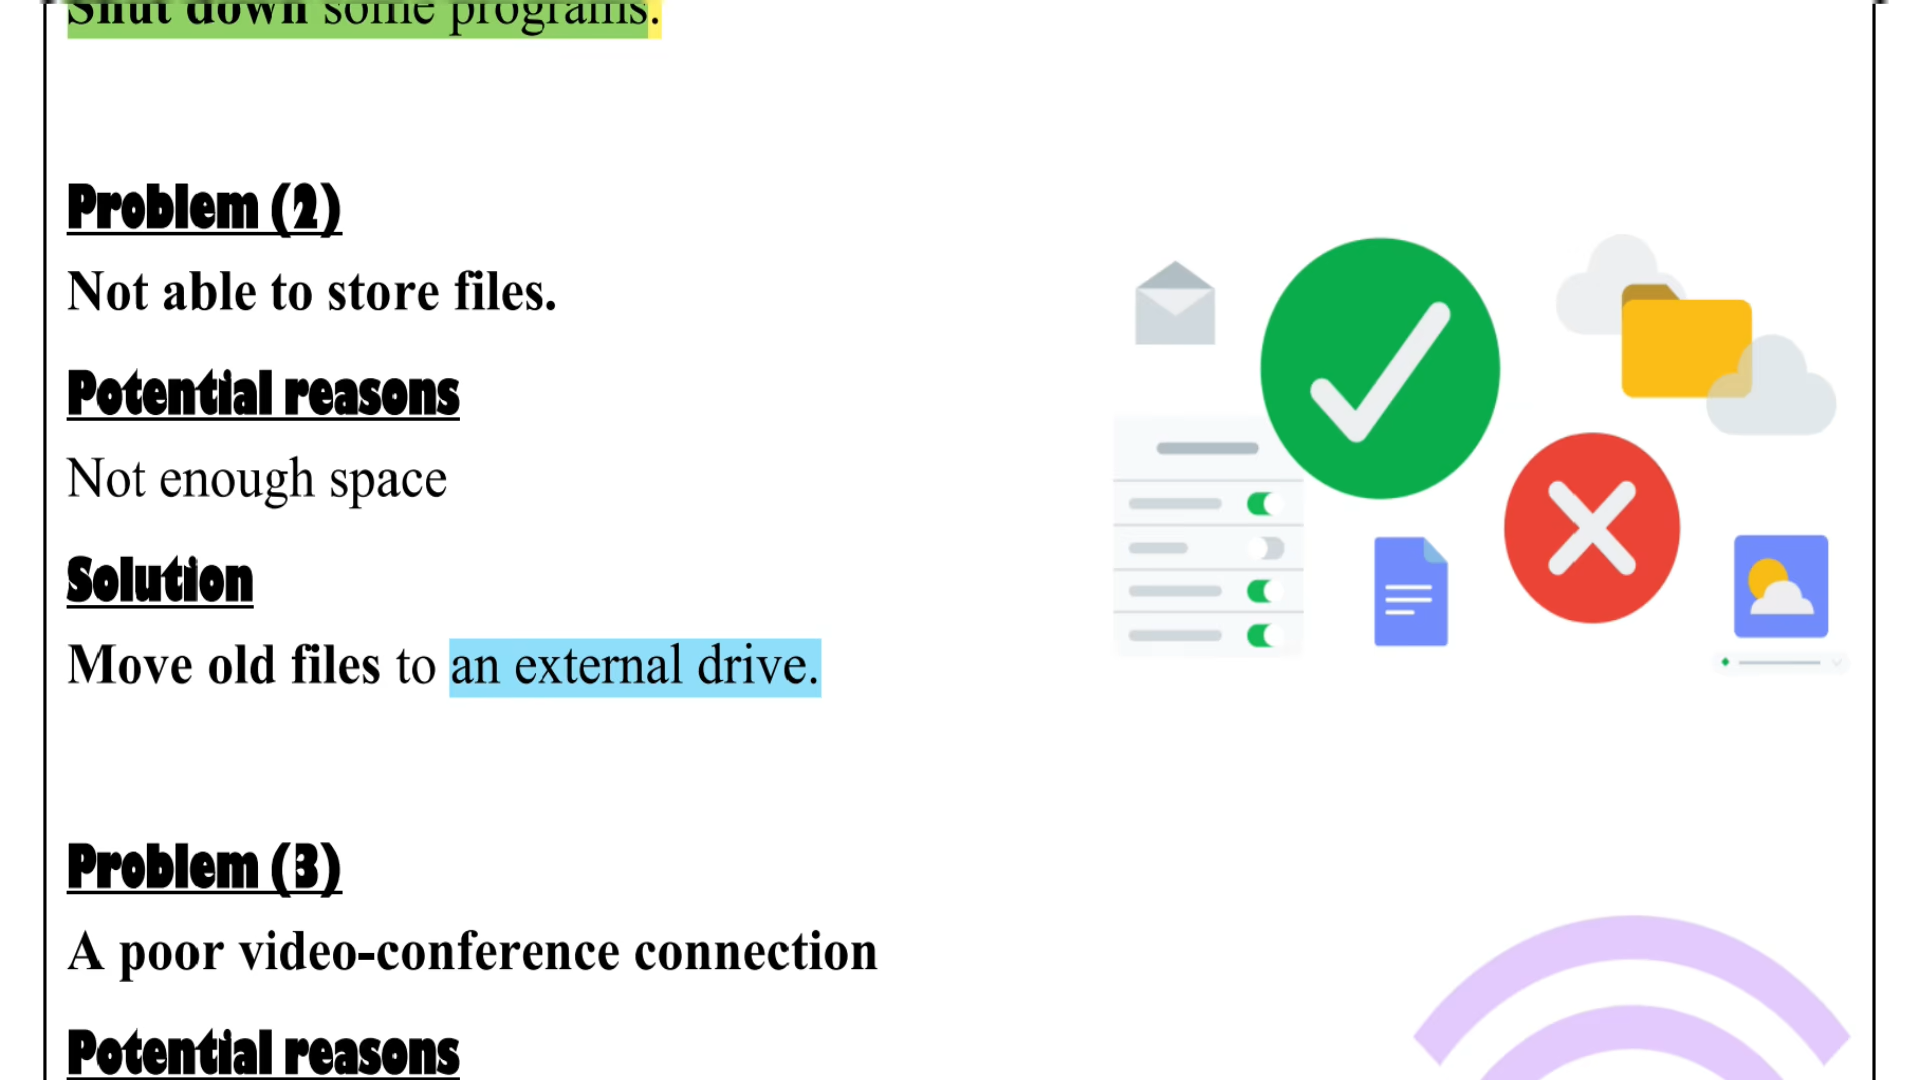 Shut down some programs.
Problem (2)
Not able to store files.
Potential reasons
Not enough space
Solution
Move old files to an external drive.
Problem (3)
A poor video-conference connection
Potential reasons